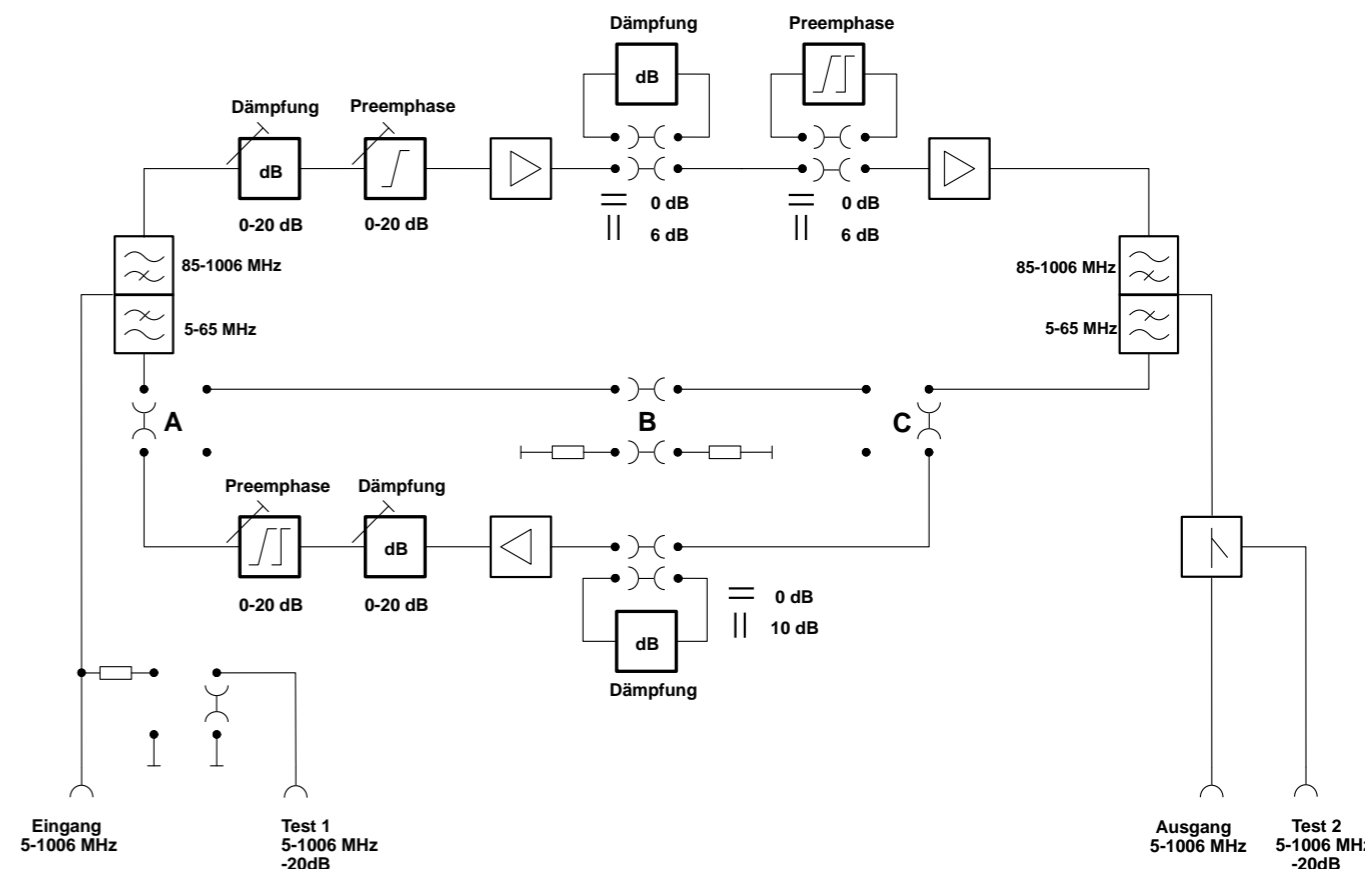 Dämpfung
Preemphase
dB
Dämpfung
Preemphase
dB
0-20 dB
0-20 dB
0 dB
6 dB
0 dB
6 dB
85-1006 MHz
5-65 MHz
85-1006 MHz
5-65 MHz
A
B
C
Preemphase
Dämpfung
dB
0-20 dB
0-20 dB
0 dB
10 dB
dB
Dämpfung
Eingang
5-1006 MHz
Test 1
5-1006 MHz
-20dB
Ausgang
5-1006 MHz
Test 2
5-1006 MHz
-20dB